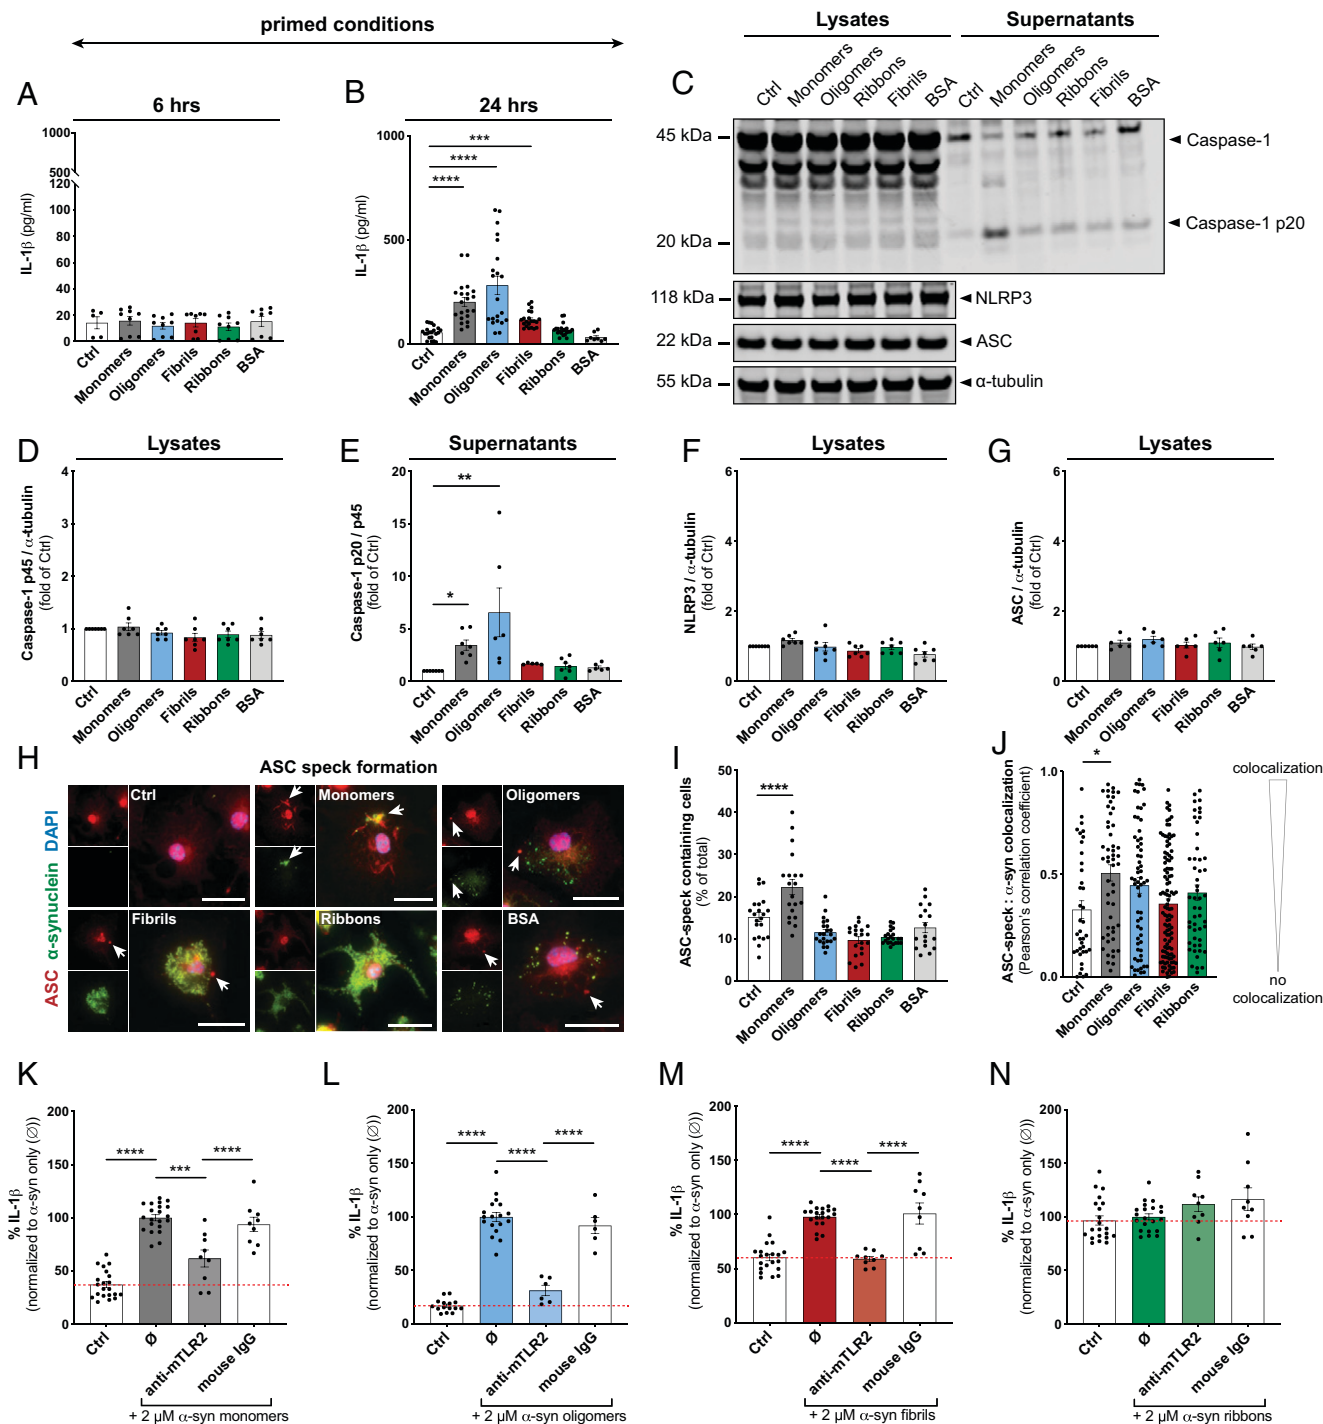 primed conditions
A
6 hrs
IL-1β (pg/ml)
1000
500
120
100
80
60
40
20
0
Ctrl
Monomers
Oligomers
Fibrils
Ribbons
BSA
B
24 hrs
IL-1β (pg/ml)
1000
500
0
***
****
****
Ctrl
Monomers
Oligomers
Fibrils
Ribbons
BSA
C
Lysates
Supernatants
Ctrl
Monomers
Oligomers
Ribbons
Fibrils
BSA
Ctrl
Monomers
Oligomers
Ribbons
Fibrils
BSA
45 kDa
Caspase-1
20 kDa
Caspase-1 p20
118 kDa
NLRP3
22 kDa
ASC
55 kDa
α-tubulin
D
Lysates
Caspase-1 p45 / α-tubulin
(fold of Ctrl)
4
3
2
1
0
Ctrl
Monomers
Oligomers
Fibrils
Ribbons
BSA
E
Supernatants
Caspase-1 p20 / p45
(fold of Ctrl)
20
15
10
5
0
**
*
Ctrl
Monomers
Oligomers
Fibrils
Ribbons
BSA
F
Lysates
NLRP3 / α-tubulin
(fold of Ctrl)
6
4
2
0
Ctrl
Monomers
Oligomers
Fibrils
Ribbons
BSA
G
Lysates
ASC / α-tubulin
(fold of Ctrl)
6
4
2
0
Ctrl
Monomers
Oligomers
Fibrils
Ribbons
BSA
H
ASC speck formation
ASC α-synuclein DAPI
Ctrl
Monomers
Oligomers
Fibrils
Ribbons
BSA
I
ASC-speck containing cells
(% of total)
50
40
30
20
10
0
****
Ctrl
Monomers
Oligomers
Fibrils
Ribbons
BSA
J
ASC-speck : α-syn colocalization
(Pearson's correlation coefficient)
1.0
0.5
0.0
*
Ctrl
Monomers
Oligomers
Fibrils
Ribbons
colocalization
no
colocalization
K
% IL-1β
(normalized to α-syn only (Ø))
200
150
100
50
0
****
***
****
Ctrl
Ø
anti-mTLR2
mouse IgG
+ 2 µM α-syn monomers
L
% IL-1β
(normalized to α-syn only (Ø))
200
150
100
50
0
****
****
****
Ctrl
Ø
anti-mTLR2
mouse IgG
+ 2 µM α-syn oligomers
M
% IL-1β
(normalized to α-syn only (Ø))
200
150
100
50
0
****
****
****
Ctrl
Ø
anti-mTLR2
mouse IgG
+ 2 µM α-syn fibrils
N
% IL-1β
(normalized to α-syn only (Ø))
200
150
100
50
0
Ctrl
Ø
anti-mTLR2
mouse IgG
+ 2 µM α-syn ribbons